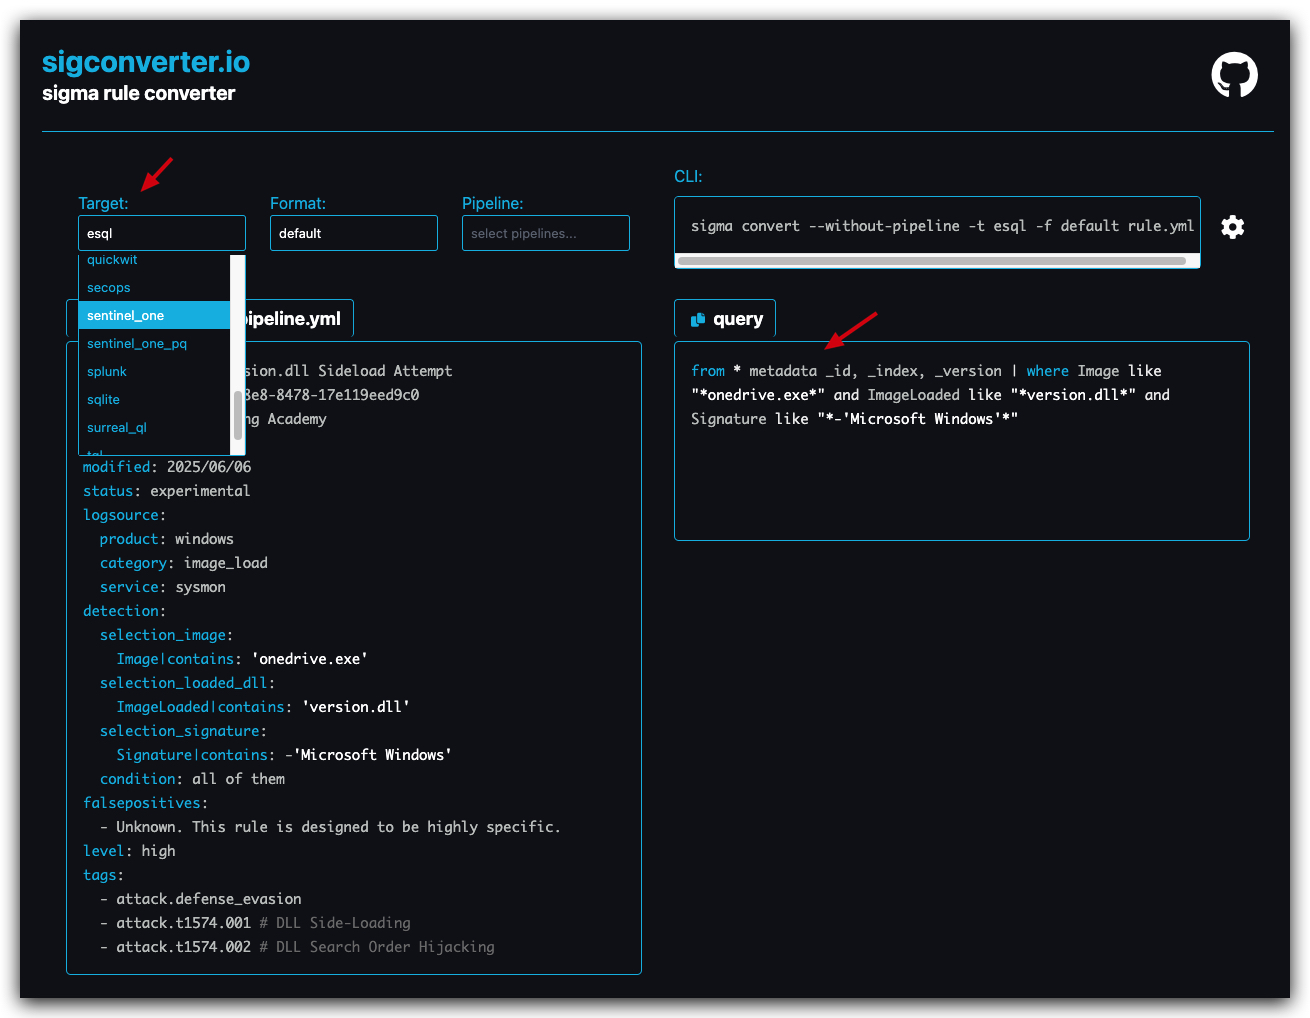 sigconverter.io
sigma rule converter
Target:
Format:
Pipeline:
esql
default
select pipelines...
quickwit
secops
sentinel_one
sentinel_one_pq
splunk
sqlite
surreal_ql
CLI:
sigma convert --without-pipeline -t esql -f default rule.yml
pipeline.yml
sion.dll Sideload Attempt
8e8-8478-17e119eed9c0
ng Academy
modified: 2025/06/06
status: experimental
logsource:
product: windows
category: image_load
service: sysmon
detection:
selection_image:
Image|contains: 'onedrive.exe'
selection_loaded_dll:
ImageLoaded|contains: 'version.dll'
selection_signature:
Signature|contains: -'Microsoft Windows'
condition: all of them
falsepositives:
- Unknown. This rule is designed to be highly specific.
level: high
tags:
- attack.defense_evasion
- attack.t1574.001 # DLL Side-Loading
- attack.t1574.002 # DLL Search Order Hijacking
query
from * metadata _id, _index, _version | where Image like
"*onedrive.exe*" and ImageLoaded like "*version.dll*" and
Signature like "*-'Microsoft Windows'*"